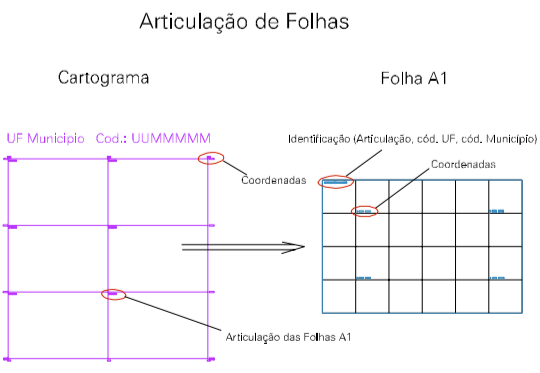 Articulação de Folhas
Cartograma
Folha A1
UF Municipio Cod.: UUMMMMM
Identificação (Articulação, cód. UF, cód. Município)
Coordenadas
Coordenadas
Articulação das Folhas A1